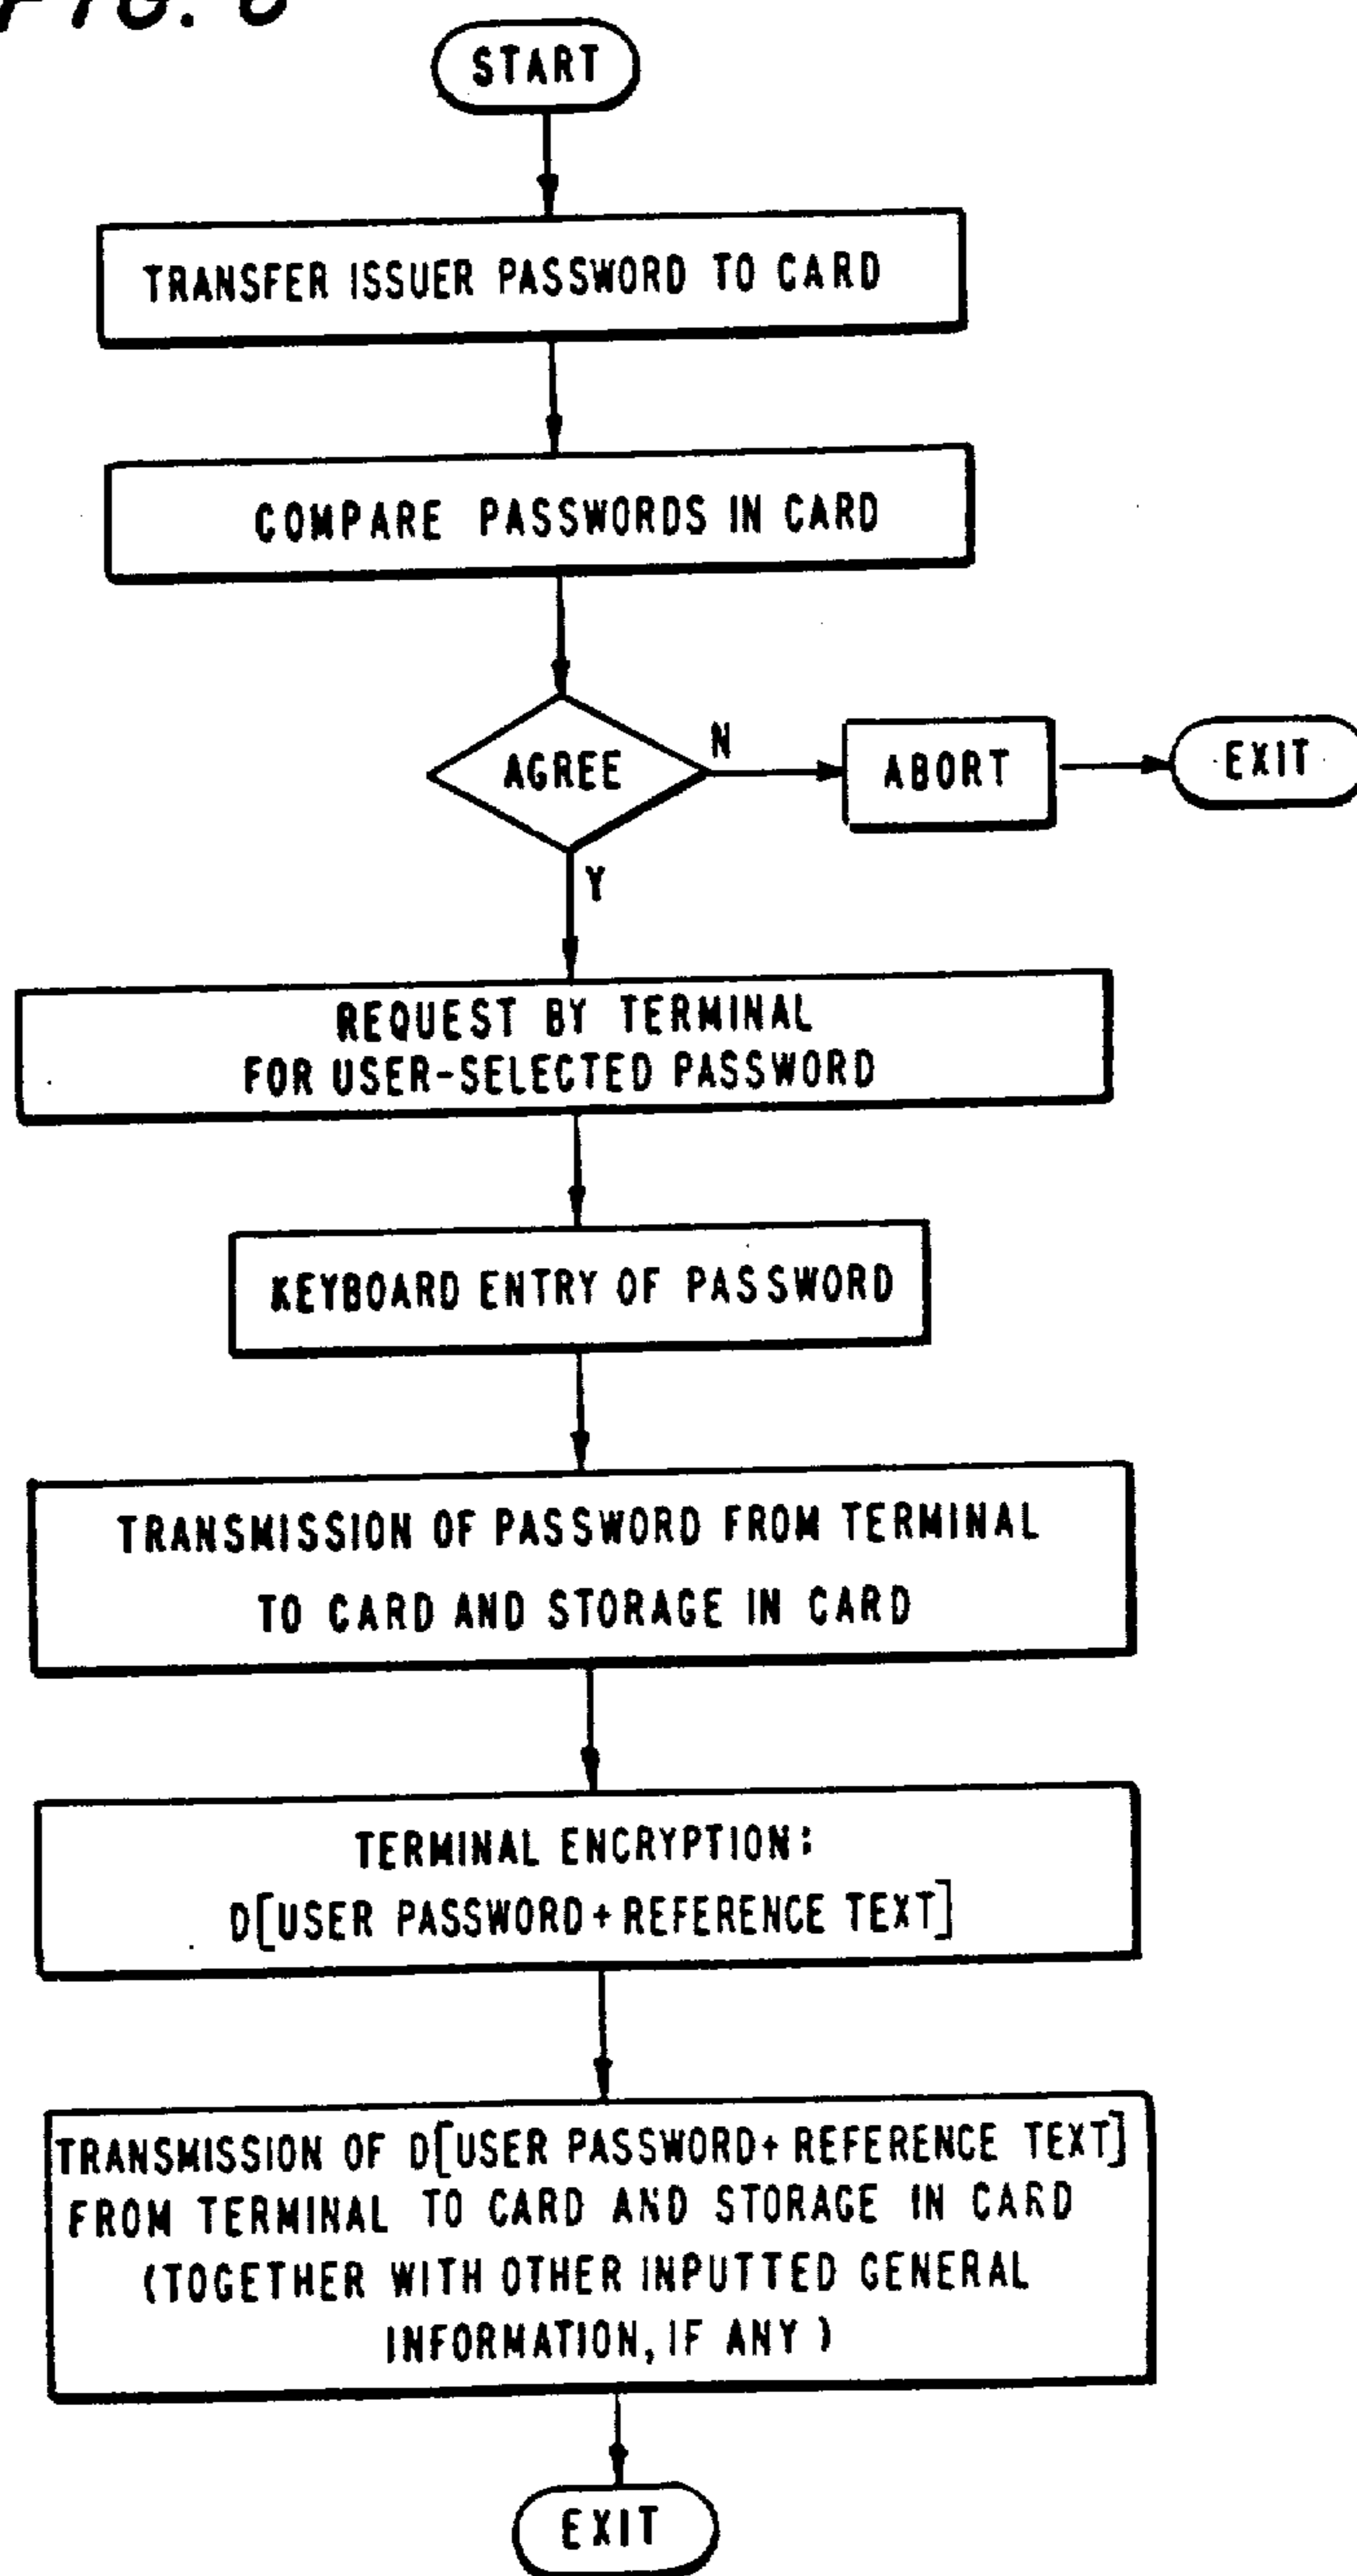 START
TRANSFER ISSUER PASSWORD TO CARD
COMPARE PASSWORDS IN CARD
AGREE
N
ABORT
EXIT
Y
REQUEST BY TERMINAL
FOR USER-SELECTED PASSWORD
KEYBOARD ENTRY OF PASSWORD
TRANSMISSION OF PASSWORD FROM TERMINAL
TO CARD AND STORAGE IN CARD
TERMINAL ENCRYPTION:
D[USER PASSWORD+REFERENCE TEXT]
TRANSMISSION OF D[USER PASSWORD+REFERENCE TEXT]
FROM TERMINAL TO CARD AND STORAGE IN CARD
(TOGETHER WITH OTHER INPUTTED GENERAL
INFORMATION, IF ANY)
EXIT